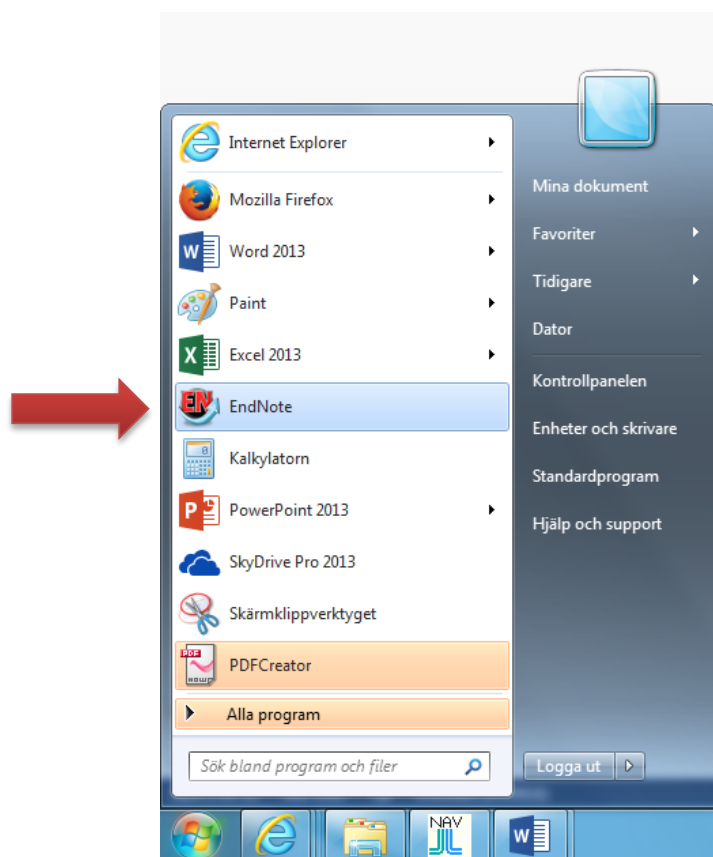 Internet Explorer
Mozilla Firefox
Word 2013
Paint
Excel 2013
EndNote
Kalkylatorn
PowerPoint 2013
SkyDrive Pro 2013
Skärmklippverktyget
PDFCreator
Alla program
Sök bland program och filer
Mina dokument
Favoriter
Tidigare
Dator
Kontrollpanelen
Enheter och skrivare
Standardprogram
Hjälp och support
Logga ut
NAV